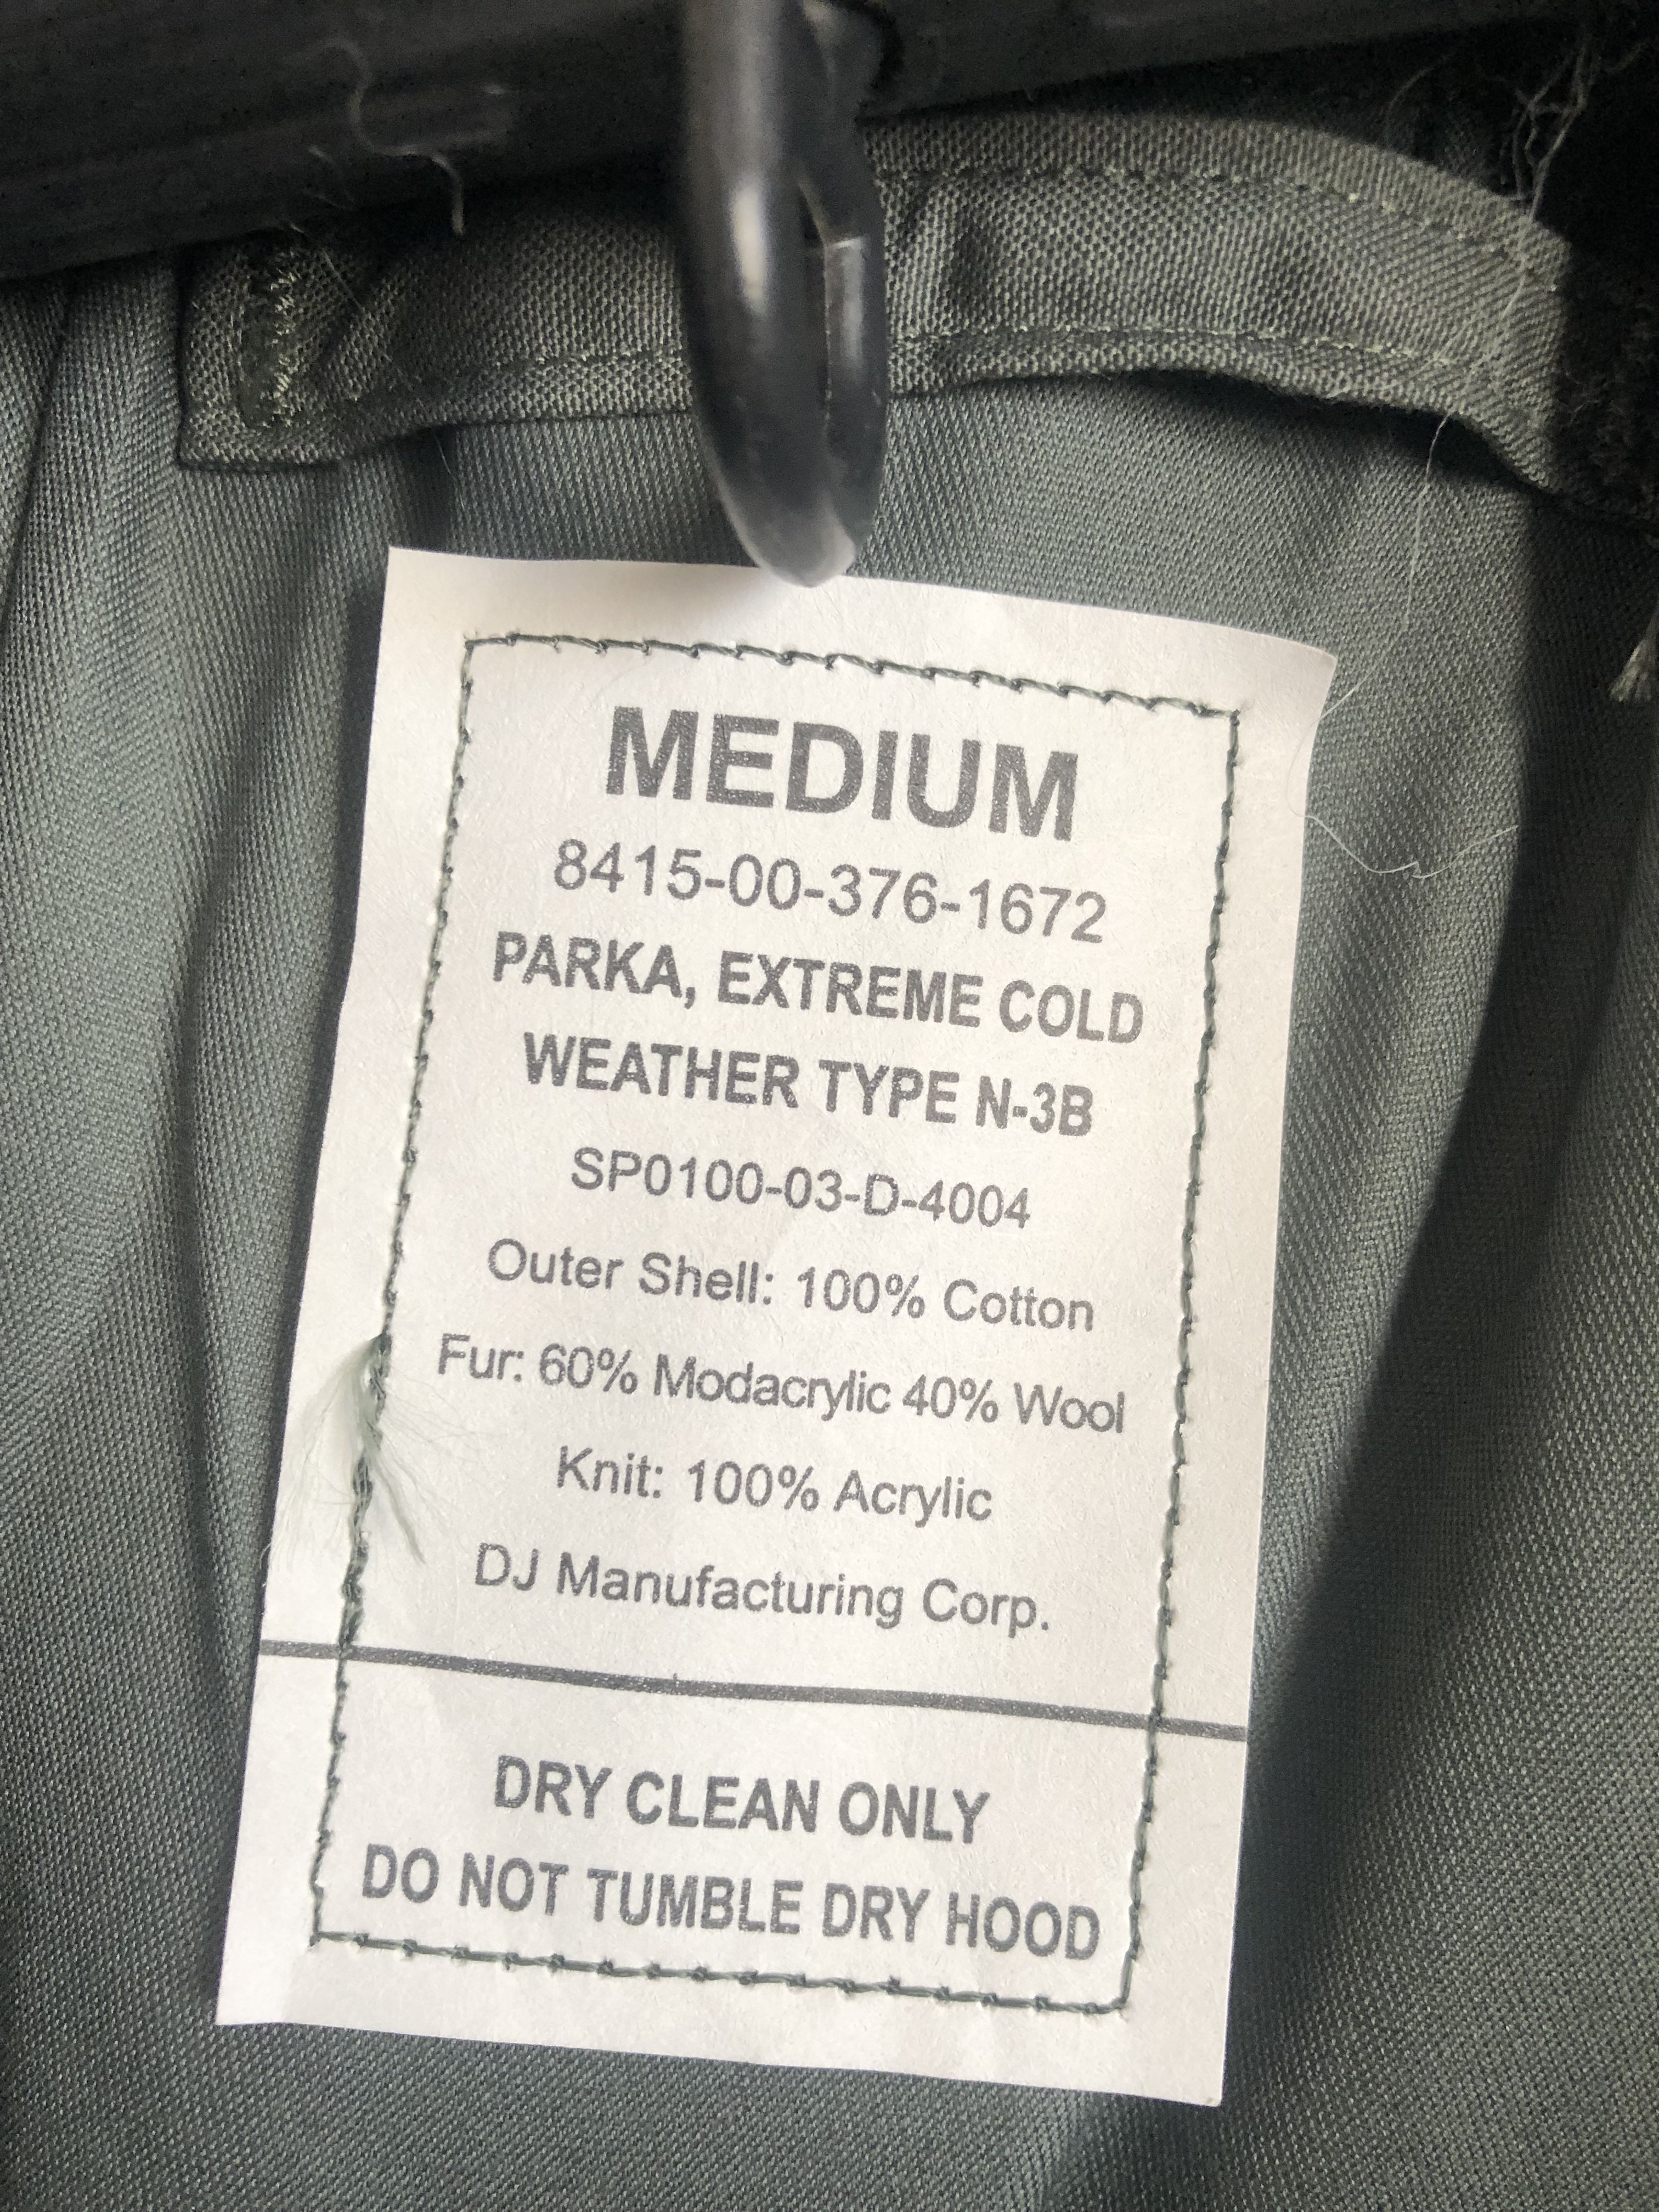 MEDIUM
8415-00-376-1672
PARKA, EXTREME COLD
WEATHER TYPE N-3B
SP0100-03-D-4004
Outer Shell: 100% Cotton
Fur: 60% Modacrylic 40% Wool
Knit: 100% Acrylic
DJ Manufacturing Corp.
DRY CLEAN ONLY
DO NOT TUMBLE DRY HOOD